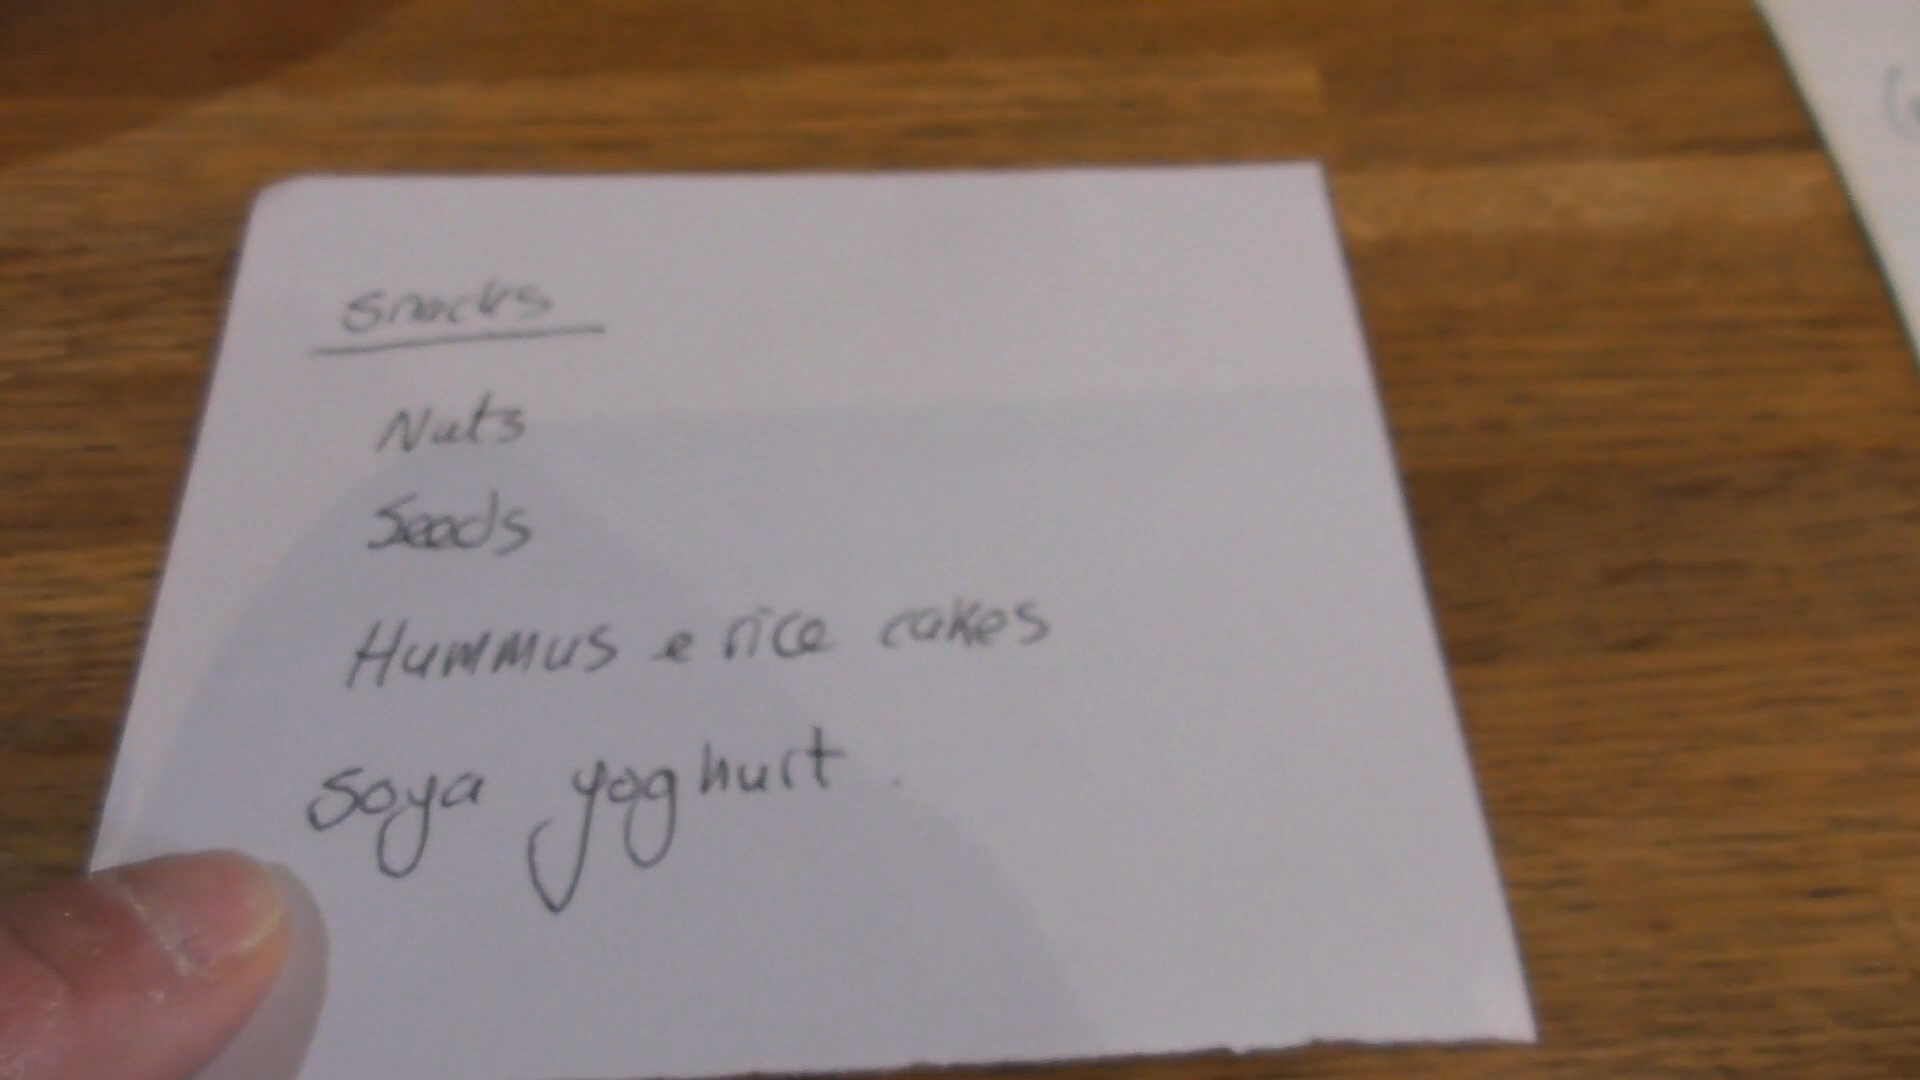 Snacks
Nuts
Seeds
Hummus e rice cakes
Soya yoghurt.